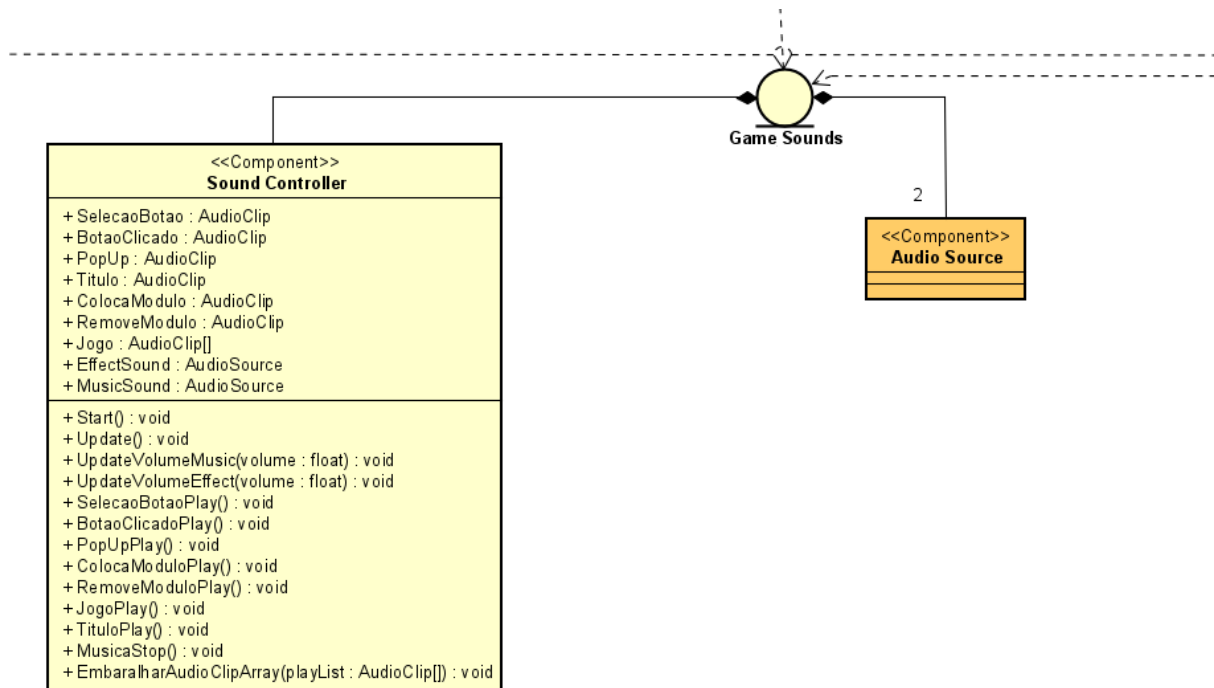 Game Sounds
<<Component>>
Sound Controller
+ SelecaoBotao : AudioClip
+ BotaoClicado : AudioClip
+ PopUp : AudioClip
+ Titulo : AudioClip
+ ColocaModulo : AudioClip
+ RemoveModulo : AudioClip
+ Jogo : AudioClip[]
+ EffectSound : AudioSource
+ MusicSound : AudioSource
+ Start() : void
+ Update() : void
+ UpdateVolumeMusic(volume : float) : void
+ UpdateVolumeEffect(volume : float) : void
+ SelecaoBotaoPlay() : void
+ BotaoClicadoPlay() : void
+ PopUpPlay() : void
+ ColocaModuloPlay() : void
+ RemoveModuloPlay() : void
+ JogoPlay() : void
+ TituloPlay() : void
+ MusicaStop() : void
+ EmbaralharAudioClipArray(playList : AudioClip[]) : void
2
<<Component>>
Audio Source